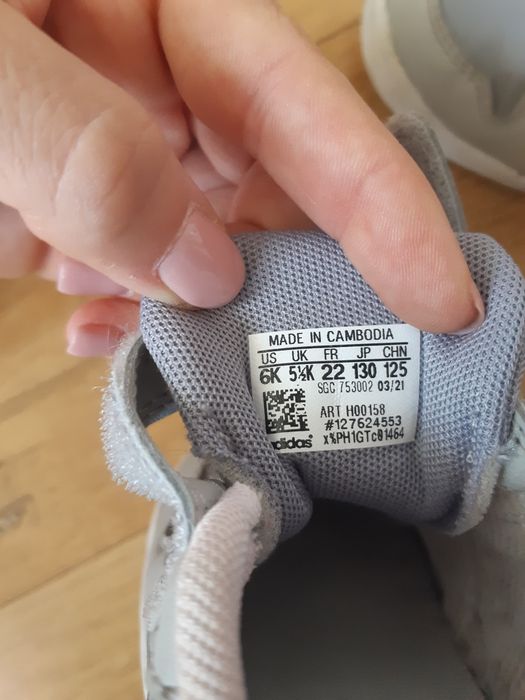 MADE IN CAMBODIA
US UK FR JP CHN
6K 5½K 22 130 125
SGC 753002 03/21
ART H00158
#127624553
adidas® x%PH1GTc01464